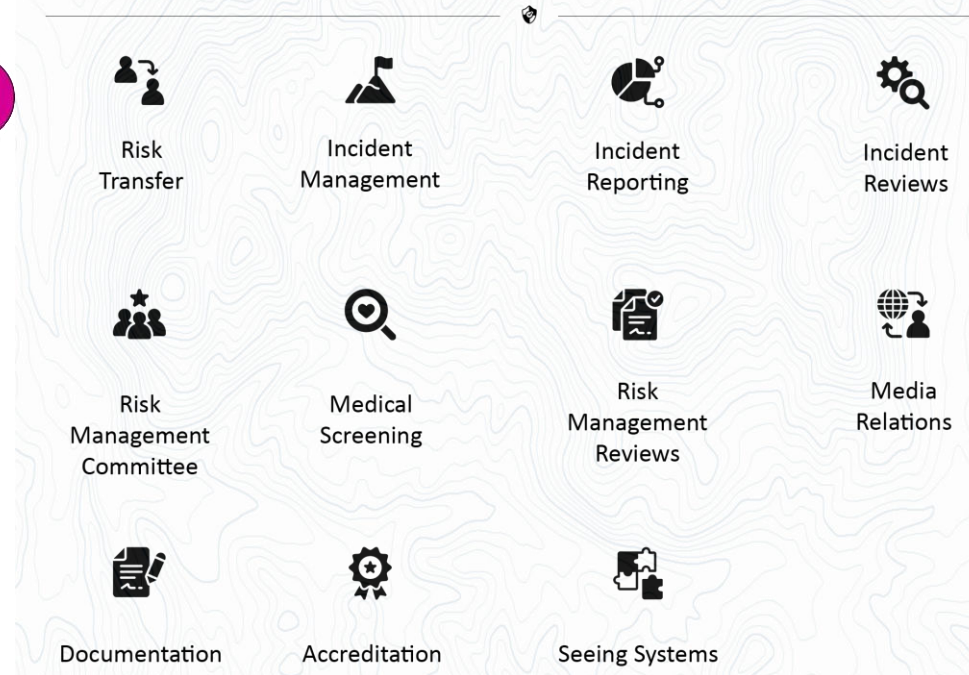 Risk
Transfer
Incident
Management
Incident
Reporting
Incident
Reviews
Risk
Management
Committee
Medical
Screening
Risk
Management
Reviews
Media
Relations
Documentation
Accreditation
Seeing Systems